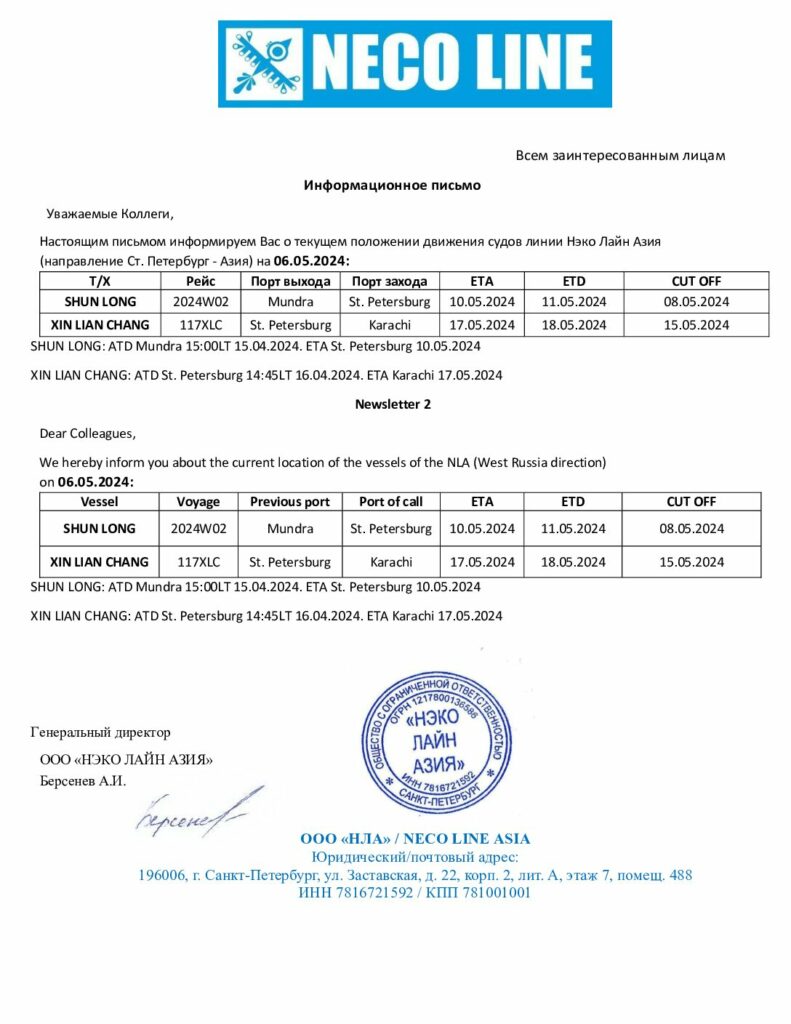 NECO LINE
Всем заинтересованным лицам
Информационное письмо
Уважаемые Коллеги,
Настоящим письмом информируем Вас о текущем положении движения судов линии Нэко Лайн Азия
(направление Ст. Петербург - Азия) на 06.05.2024:
Т/Х Рейс Порт выхода Порт захода ETA ETD CUT OFF
SHUN LONG 2024W02 Mundra St. Petersburg 10.05.2024 11.05.2024 08.05.2024
XIN LIAN CHANG 117XLC St. Petersburg Karachi 17.05.2024 18.05.2024 15.05.2024
SHUN LONG: ATD Mundra 15:00LT 15.04.2024. ETA St. Petersburg 10.05.2024
XIN LIAN CHANG: ATD St. Petersburg 14:45LT 16.04.2024. ETA Karachi 17.05.2024
Newsletter 2
Dear Colleagues,
We hereby inform you about the current location of the vessels of the NLA (West Russia direction)
on 06.05.2024:
Vessel Voyage Previous port Port of call ETA ETD CUT OFF
SHUN LONG 2024W02 Mundra St. Petersburg 10.05.2024 11.05.2024 08.05.2024
XIN LIAN CHANG 117XLC St. Petersburg Karachi 17.05.2024 18.05.2024 15.05.2024
SHUN LONG: ATD Mundra 15:00LT 15.04.2024. ETA St. Petersburg 10.05.2024
XIN LIAN CHANG: ATD St. Petersburg 14:45LT 16.04.2024. ETA Karachi 17.05.2024
Генеральный директор
ООО «НЭКО ЛАЙН АЗИЯ»
Берсенев А.И.
Берсенев
ОБЩЕСТВО С ОГРАНИЧЕННОЙ ОТВЕТСТВЕННОСТЬЮ
ОГРН 1217800136586
«НЭКО
ЛАЙН
АЗИЯ»
ИНН 7816721592
* САНКТ-ПЕТЕРБУРГ *
ООО «НЛА» / NECO LINE ASIA
Юридический/почтовый адрес:
196006, г. Санкт-Петербург, ул. Заставская, д. 22, корп. 2, лит. А, этаж 7, помещ. 488
ИНН 7816721592 / КПП 781001001